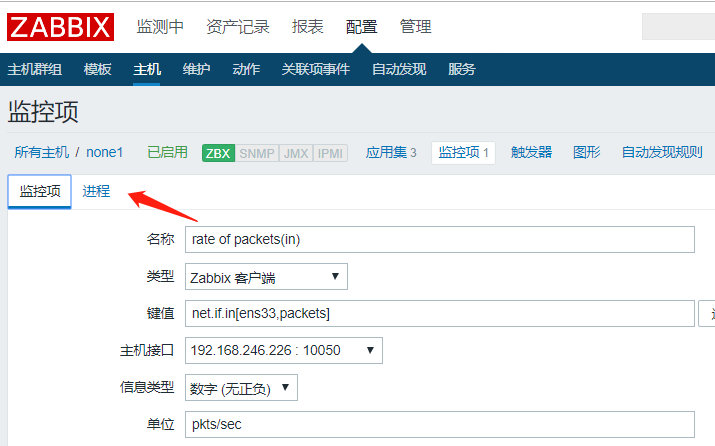 ZABBIX 监测中 资产记录 报表 配置 管理
主机群组 模板 主机 维护 动作 关联项事件 自动发现 服务
监控项
所有主机 / none1 已启用 ZBX SNMP JMX IPMI 应用集 3 监控项 1 触发器 图形 自动发现规则
监控项 进程
名称 rate of packets(in)
类型 Zabbix 客户端
键值 net.if.in[ens33,packets]
主机接口 192.168.246.226 : 10050
信息类型 数字 (无正负)
单位 pkts/sec